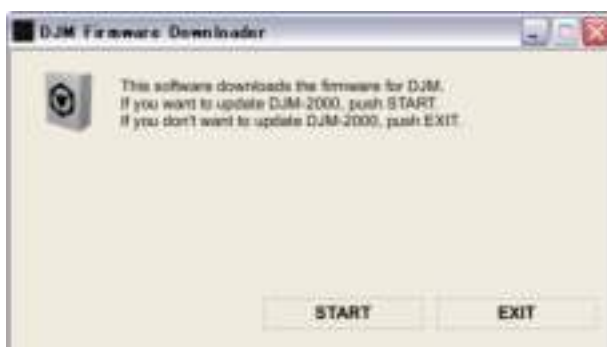 DJM Firmware Downloader
This software downloads the firmware for DJM.
If you want to update DJM-2000, push START.
If you don't want to update DJM-2000, push EXIT.
START
EXIT